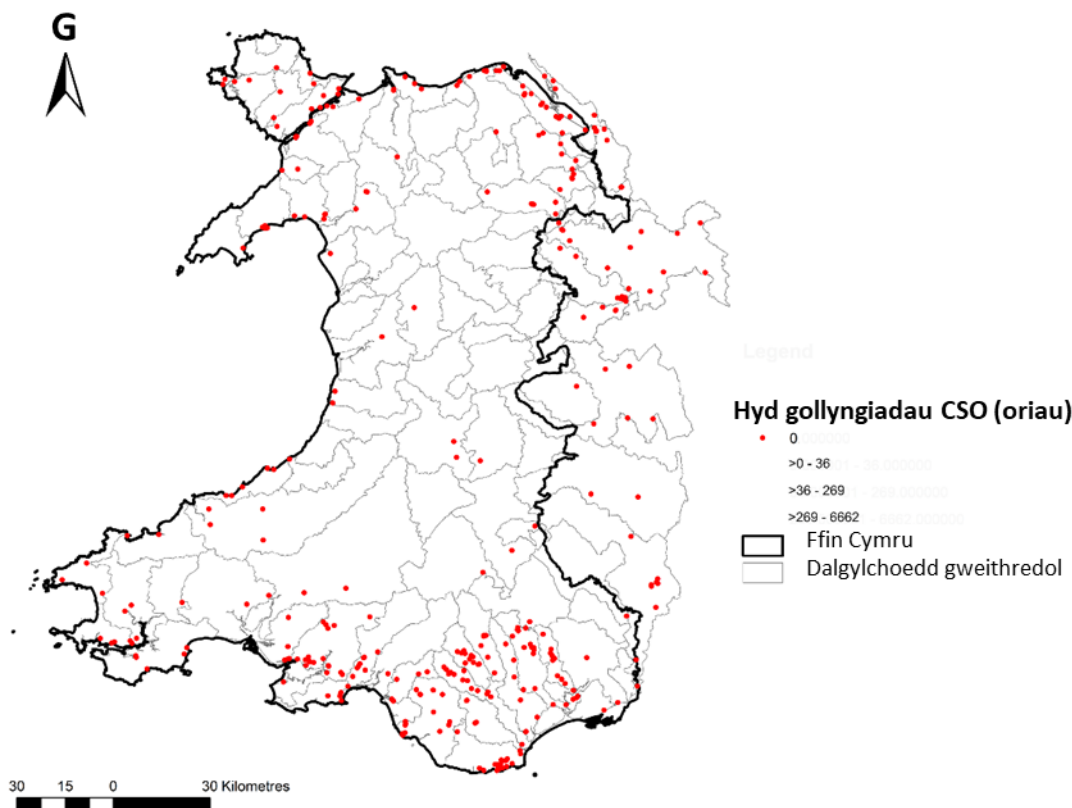 G
Legend
Hyd gollyngiadau CSO (oriau)
0
>0 - 36
>36 - 269
>269 - 6662
Ffin Cymru
Dalgylchoedd gweithredol
30 15 0 30 Kilometres